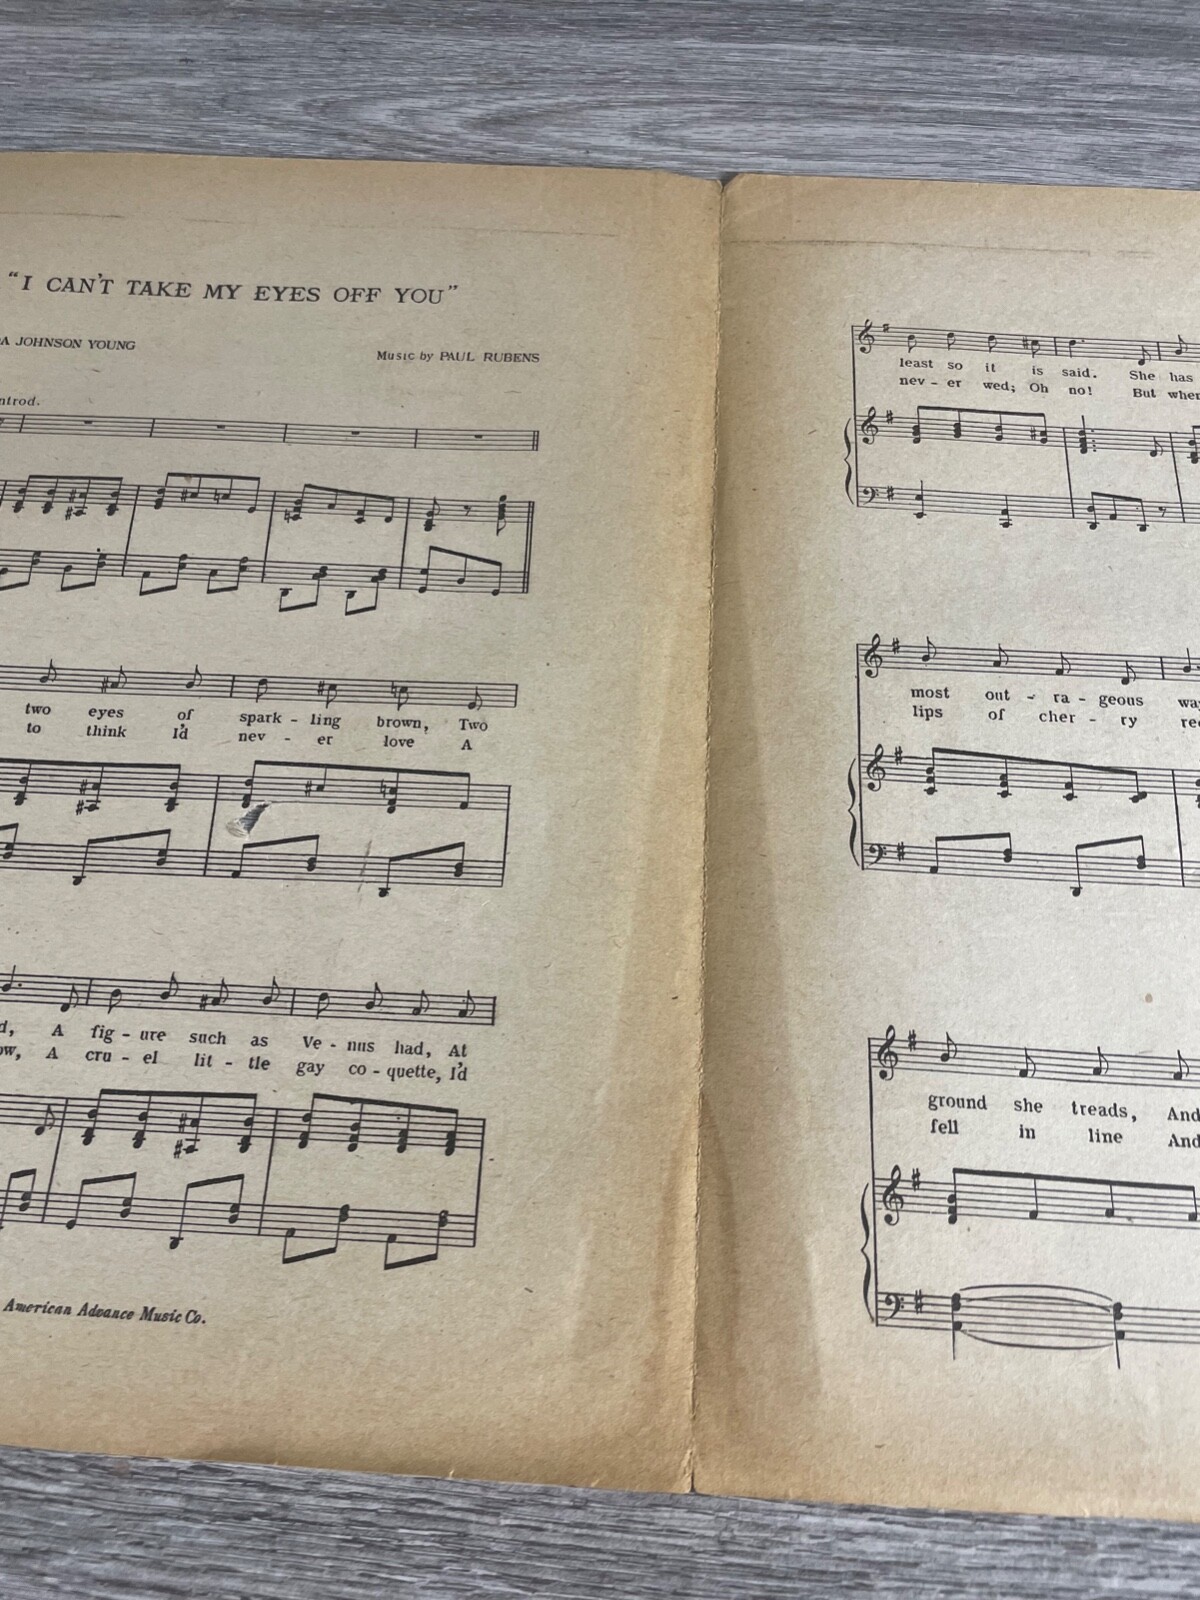 "I CAN'T TAKE MY EYES OFF YOU"
JOHNSON YOUNG
Music by PAUL RUBENS
two eyes of spark - ling brown, Two
to think I'd nev - er love A
A fig - ure such as Ve - nus had, At
A cru - el lit - tle gay co - quette, I'd
American Advance Music Co.
least so it is said. She has
nev - er wed; Oh no! But when
most out - ra - geous
lips of cher - ry
ground she treads, And
fell in line And